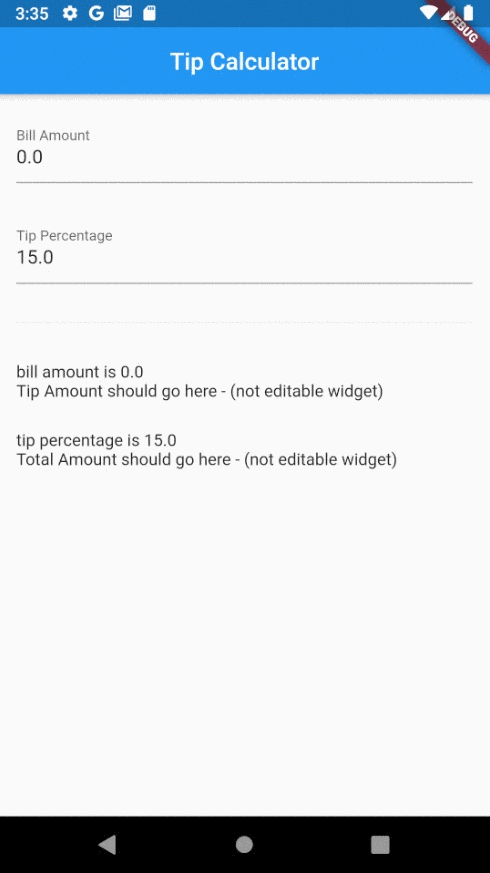 3:35
G
DEBUG
Tip Calculator
Bill Amount
0.0
Tip Percentage
15.0
bill amount is 0.0
Tip Amount should go here - (not editable widget)
tip percentage is 15.0
Total Amount should go here - (not editable widget)